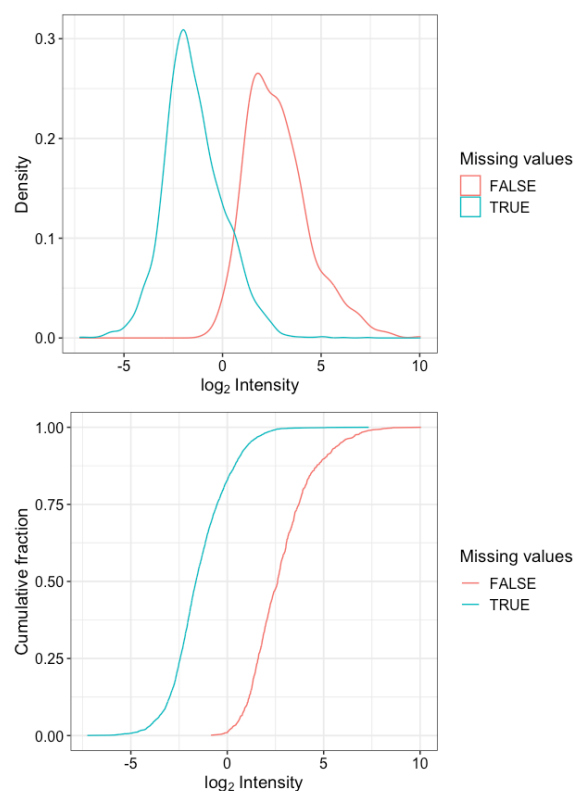 0.3
0.2
0.1
0.0
Density
-5
0
5
10
log2 Intensity
Missing values
FALSE
TRUE
1.00
0.75
0.50
0.25
0.00
Cumulative fraction
-5
0
5
10
log2 Intensity
Missing values
FALSE
TRUE